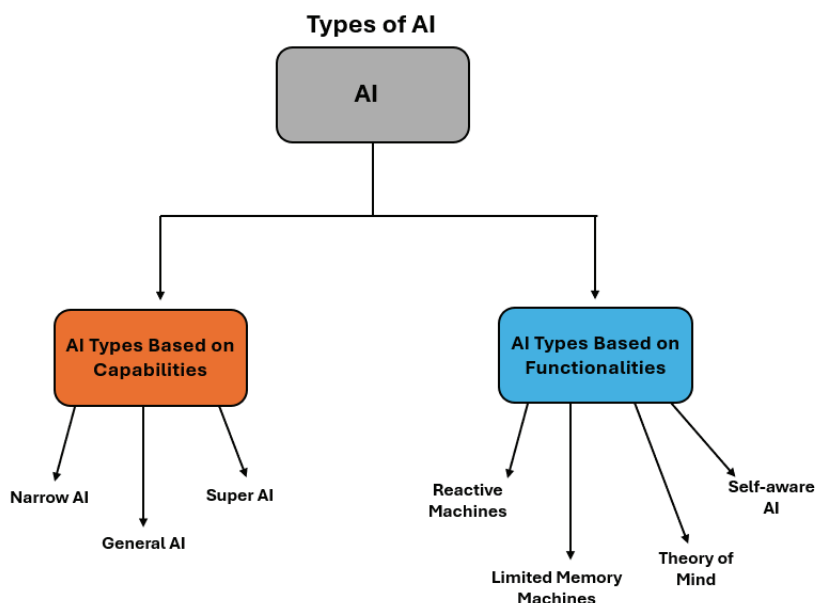 Types of AI
AI
AI Types Based on
Capabilities
AI Types Based on
Functionalities
Narrow AI
General AI
Super AI
Reactive
Machines
Limited Memory
Machines
Theory of
Mind
Self-aware
AI